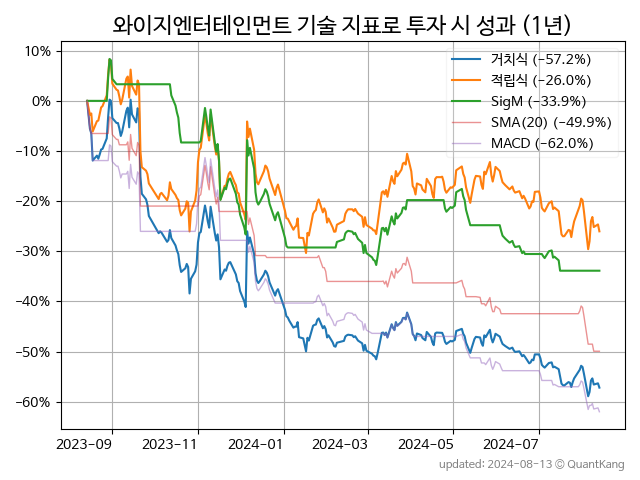 와이지엔터테인먼트 기술 지표로 투자 시 성과 (1년)
거치식 (−57.2%)
적립식 (−26.0%)
SigM (−33.9%)
SMA(20) (−49.9%)
MACD (−62.0%)
10%
0%
−10%
−20%
−30%
−40%
−50%
−60%
2023-09 2023-11 2024-01 2024-03 2024-05 2024-07
updated: 2024-08-13 © QuantKang